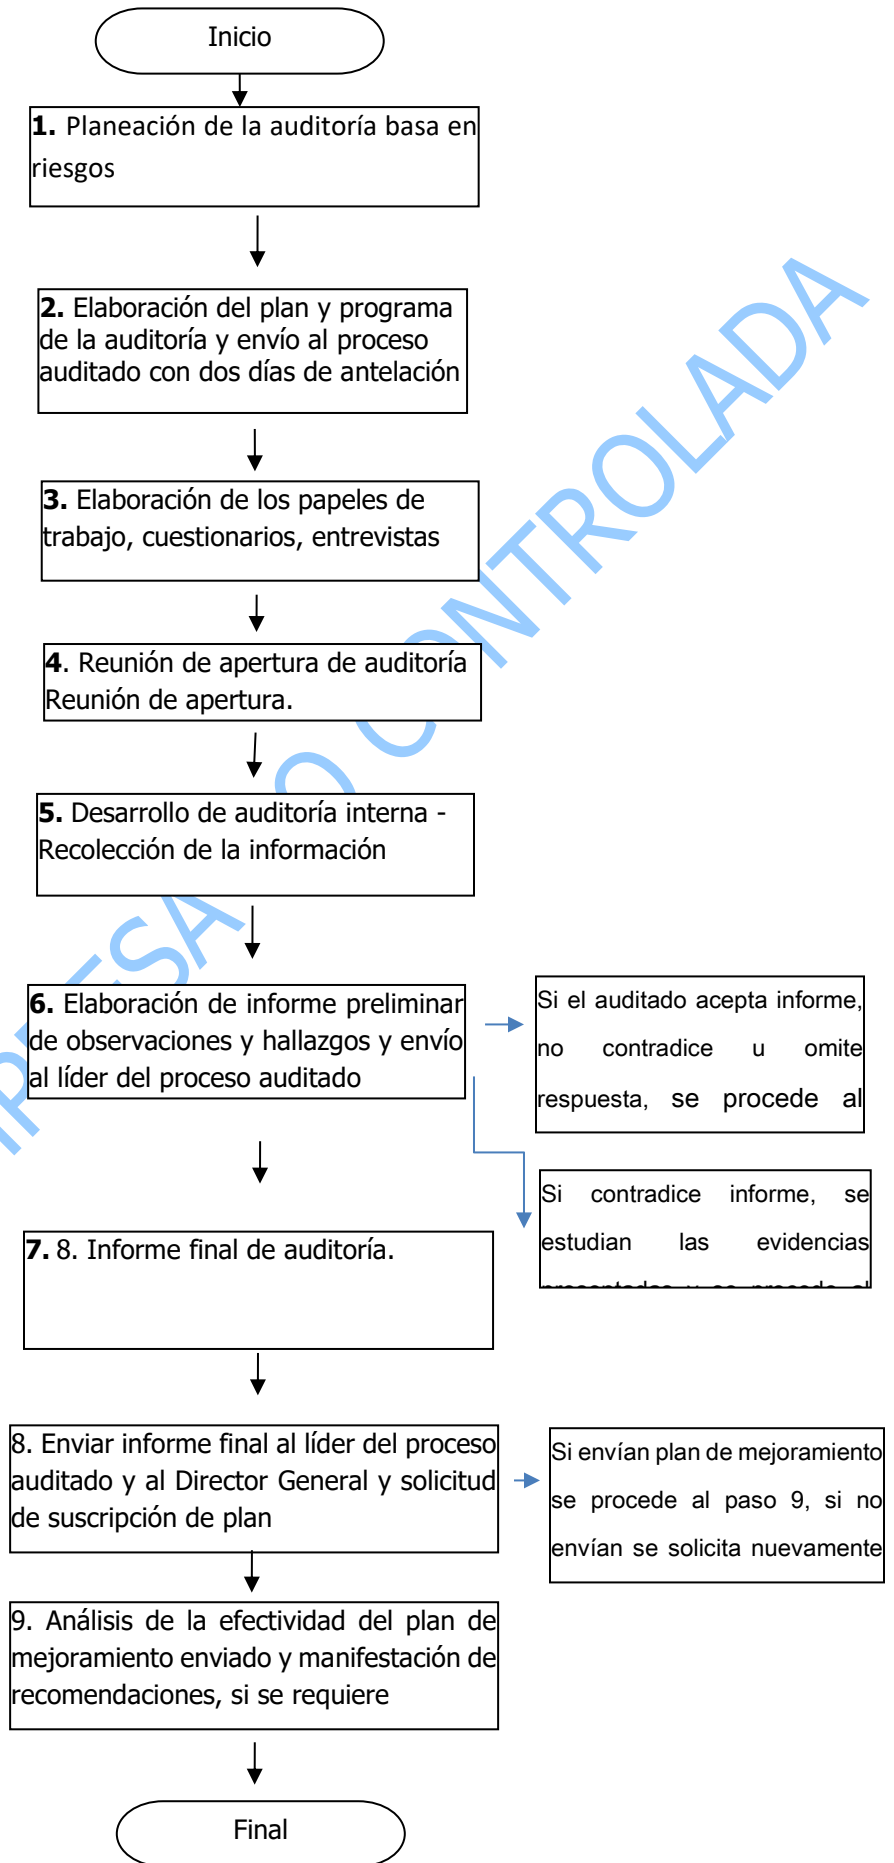 Inicio
1. Planeación de la auditoría basa en
riesgos
2. Elaboración del plan y programa
de la auditoría y envío al proceso
auditado con dos días de antelación
3. Elaboración de los papeles de
trabajo, cuestionarios, entrevistas
4. Reunión de apertura de auditoría
Reunión de apertura.
5. Desarrollo de auditoría interna -
Recolección de la información
6. Elaboración de informe preliminar
de observaciones y hallazgos y envío
al líder del proceso auditado
Si el auditado acepta informe,
no contradice u omite
respuesta, se procede al
Si contradice informe, se
estudian las evidencias
presentadas y se procede al
7. 8. Informe final de auditoría.
8. Enviar informe final al líder del proceso
auditado y al Director General y solicitud
de suscripción de plan
Si envían plan de mejoramiento
se procede al paso 9, si no
envían se solicita nuevamente
9. Análisis de la efectividad del plan de
mejoramiento enviado y manifestación de
recomendaciones, si se requiere
Final
CONTROLADA